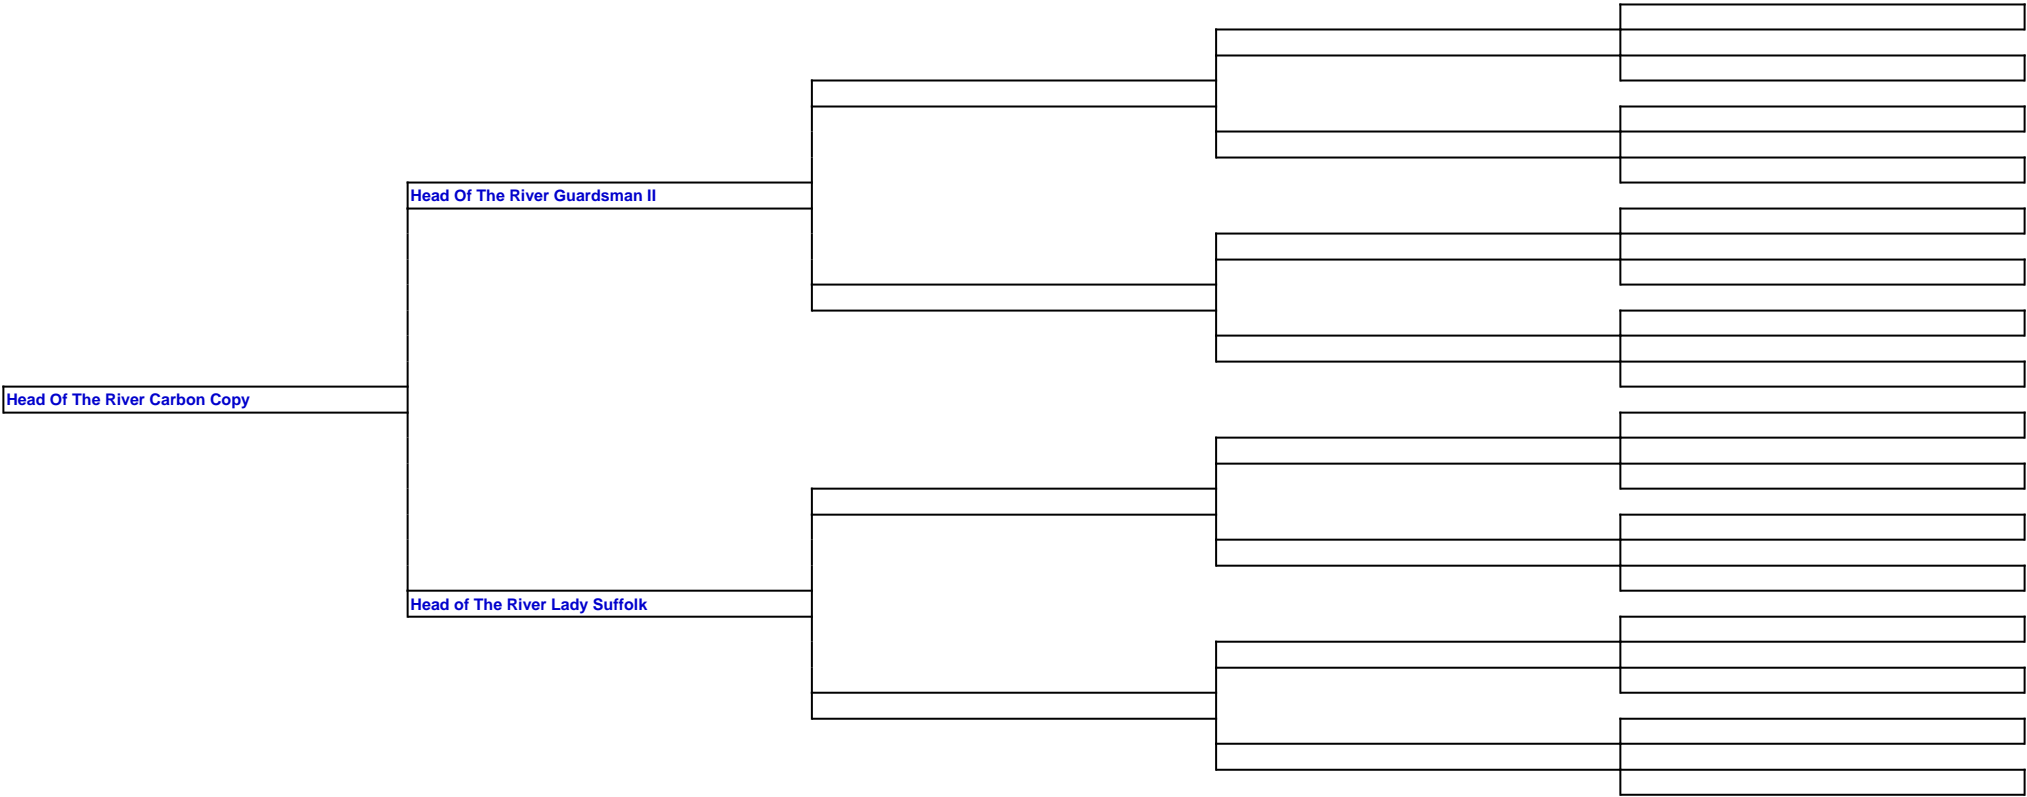 Head Of The River Guardsman II
Head Of The River Carbon Copy
Head of The River Lady Suffolk